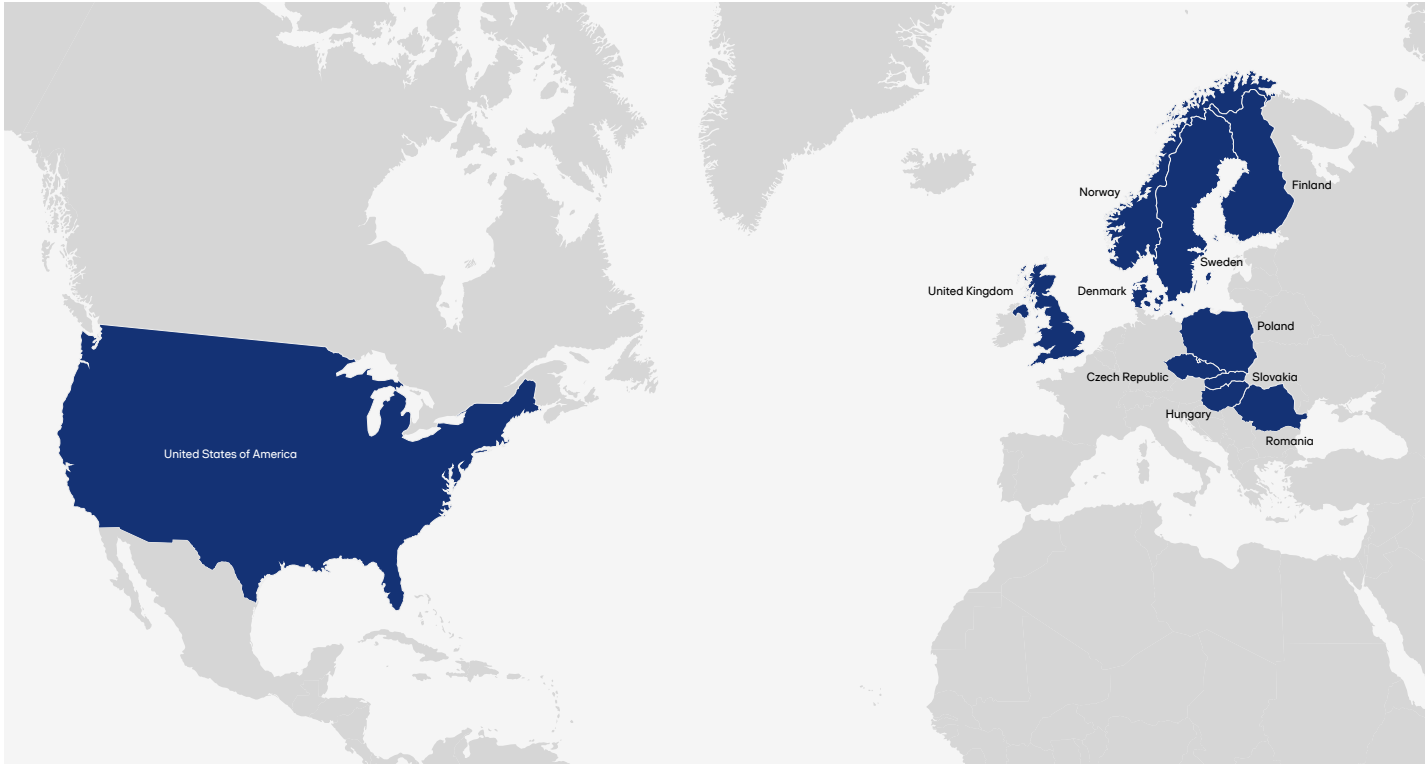 Finland
Norway
Sweden
United Kingdom
Denmark
Poland
Czech Republic
Slovakia
Hungary
Romania
United States of America